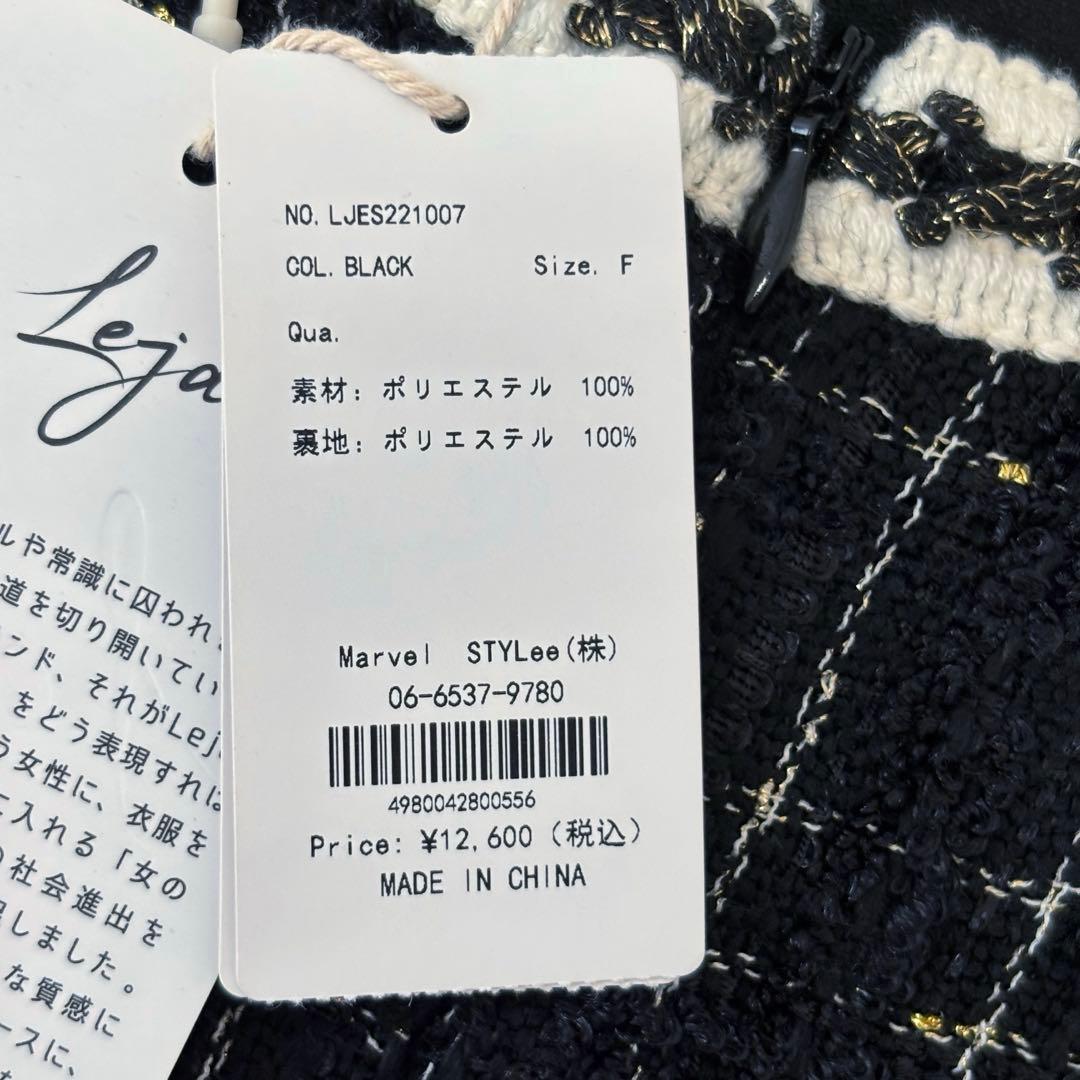 Leja
ルや常識に囚われ
道を切り開いてい
ンド、それがLej
をどう表現すれば
う女性に、衣服を
に入れる「女の
社会進出を
しました。
な質感に
ースに、
NO. LJES221007
COL. BLACK Size. F
Qua.
素材: ポリエステル 100%
裏地: ポリエステル 100%
Marvel STYLee(株)
06-6537-9780
4980042800556
Price: ¥12,600 (税込)
MADE IN CHINA